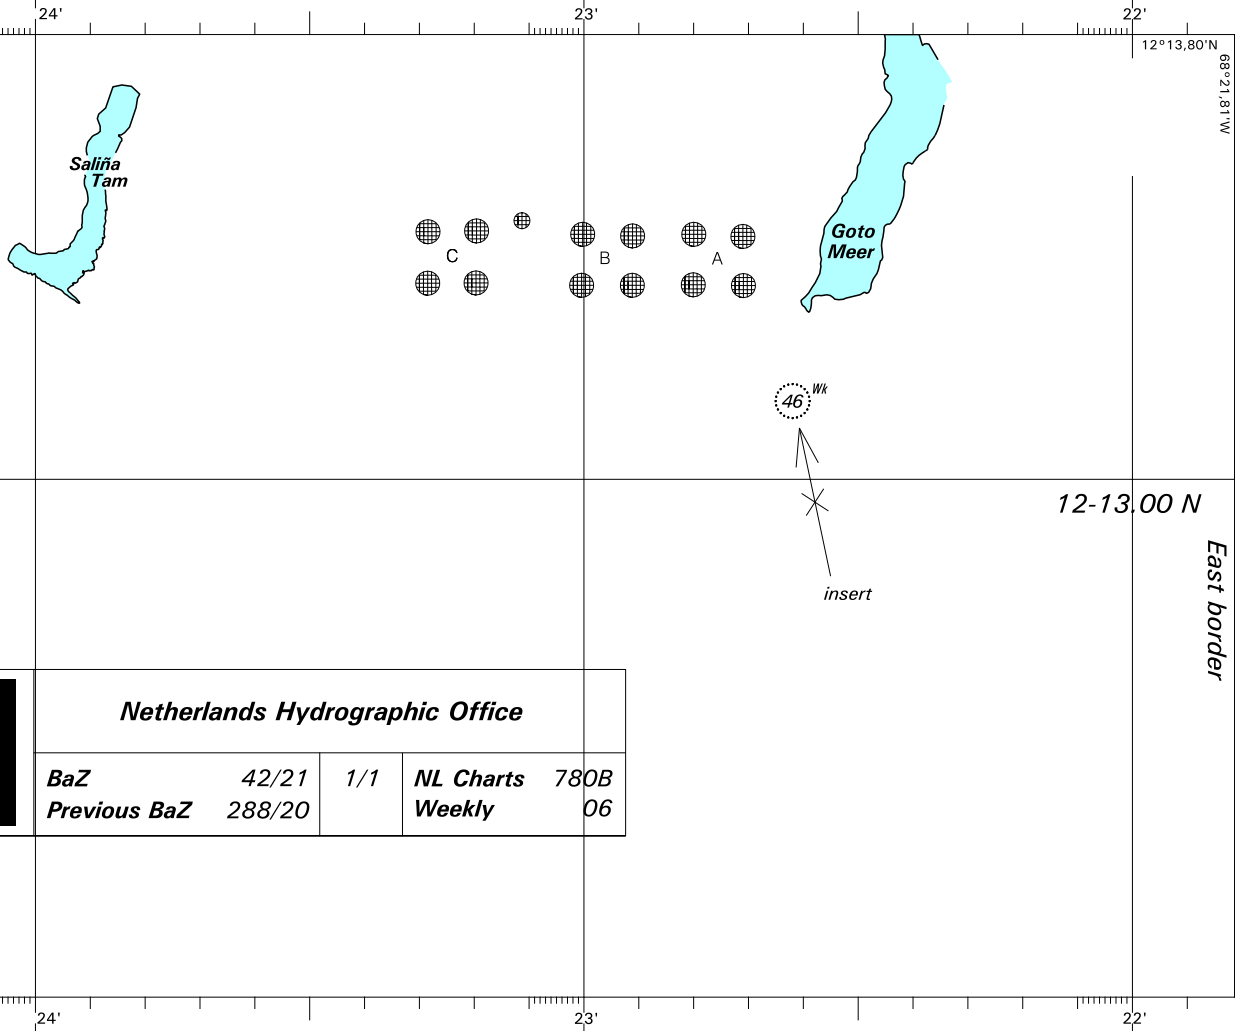 24'
23'
22'
12°13,80'N
68°21,81'W
Saliña
Tam
Goto
Meer
C
B
A
46 Wk
12-13.00 N
insert
East border
Netherlands Hydrographic Office
BaZ 42/21 1/1 NL Charts 780B
Previous BaZ 288/20 Weekly 06
24'
23'
22'